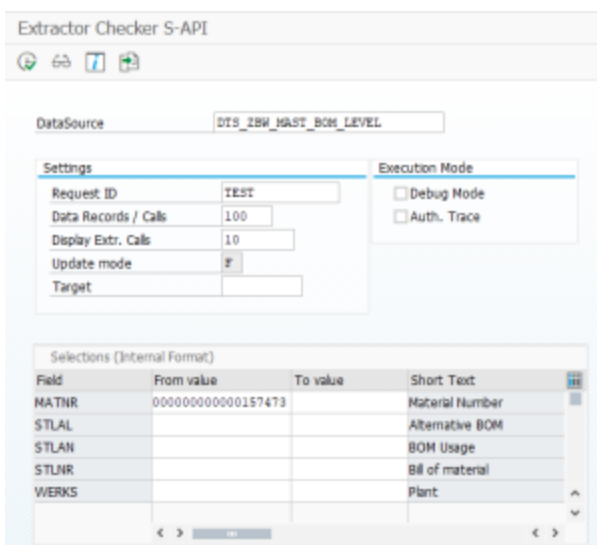 Extractor Checker S-API
DataSource DTS_ZBW_MAST_BOM_LEVEL
Settings
Execution Mode
Request ID TEST
Debug Mode
Data Records / Calls 100
Auth. Trace
Display Extr. Calls 10
Update mode F
Target
Selections (Internal Format)
Field From value To value Short Text
MATNR 000000000000157473 Material Number
STLAL Alternative BOM
STLAN BOM Usage
STLNR Bill of material
WERKS Plant